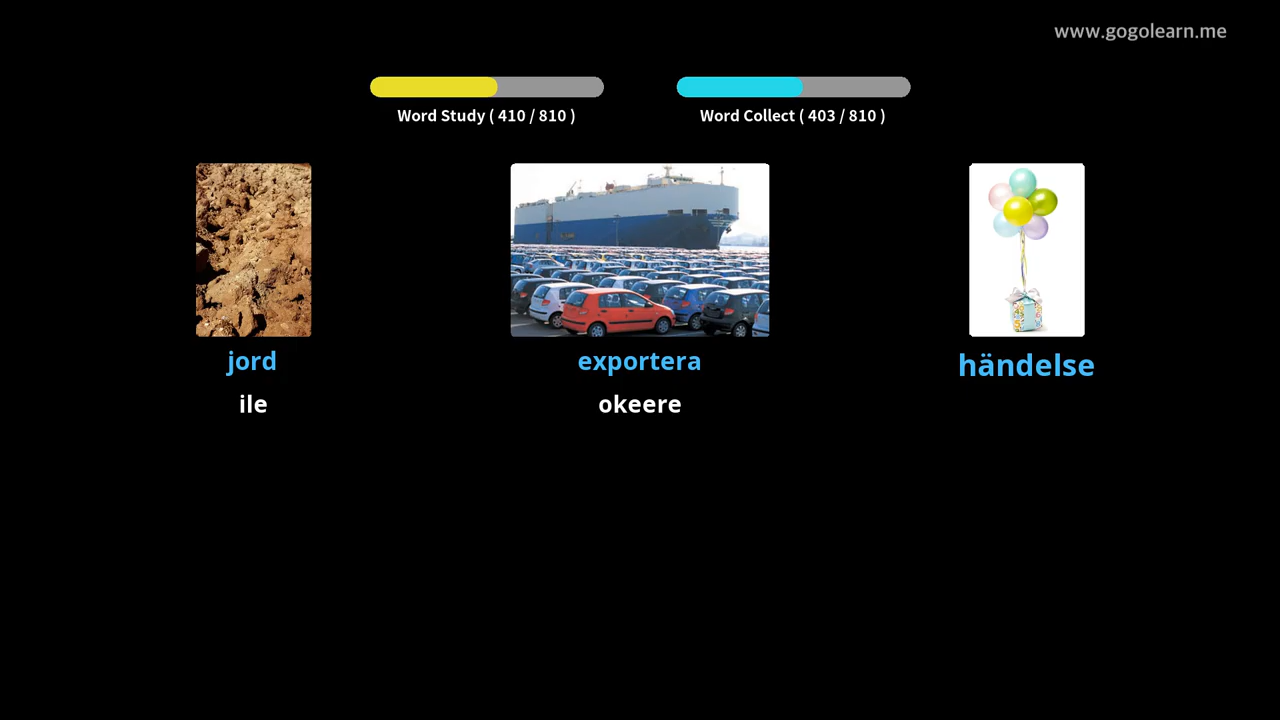 www.gogolearn.me
Word Study ( 410 / 810 )
Word Collect ( 403 / 810 )
jord
exportera
händelse
ile
okeere